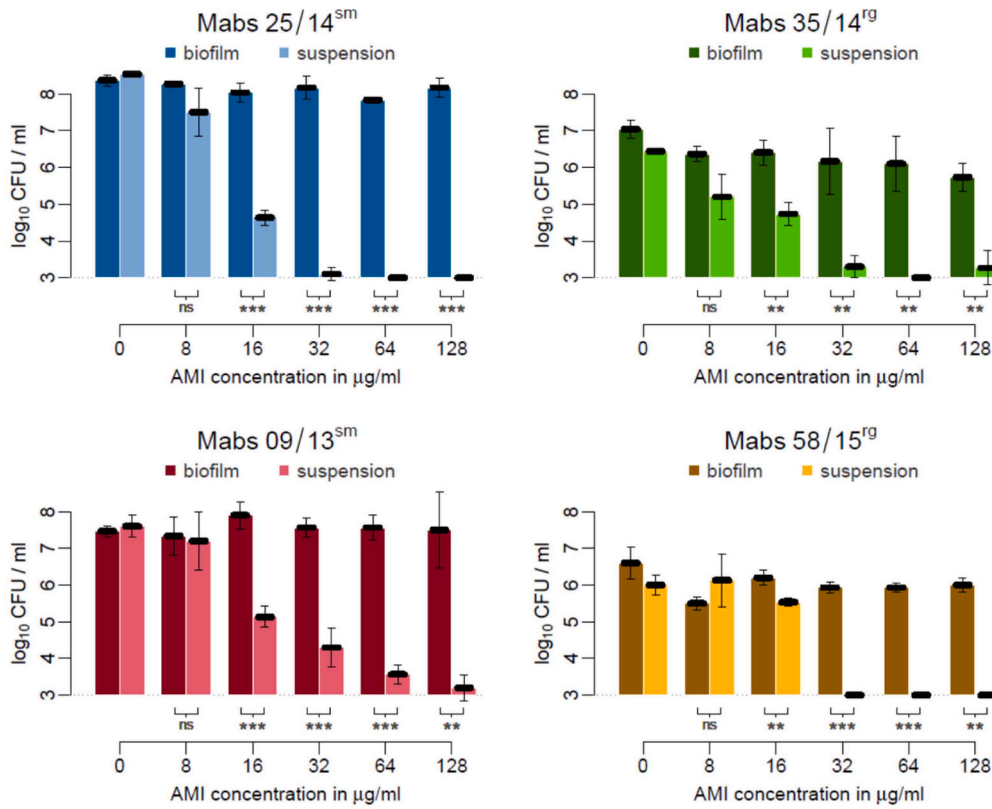 Mabs 25/14sm
biofilm suspension
log10 CFU / ml
8
7
6
5
4
3
ns *** *** *** ***
0 8 16 32 64 128
AMI concentration in μg/ml
Mabs 35/14rg
biofilm suspension
log10 CFU / ml
8
7
6
5
4
3
ns ** ** ** **
0 8 16 32 64 128
AMI concentration in μg/ml
Mabs 09/13sm
biofilm suspension
log10 CFU / ml
8
7
6
5
4
3
ns *** *** *** **
0 8 16 32 64 128
AMI concentration in μg/ml
Mabs 58/15rg
biofilm suspension
log10 CFU / ml
8
7
6
5
4
3
ns ** *** *** **
0 8 16 32 64 128
AMI concentration in μg/ml